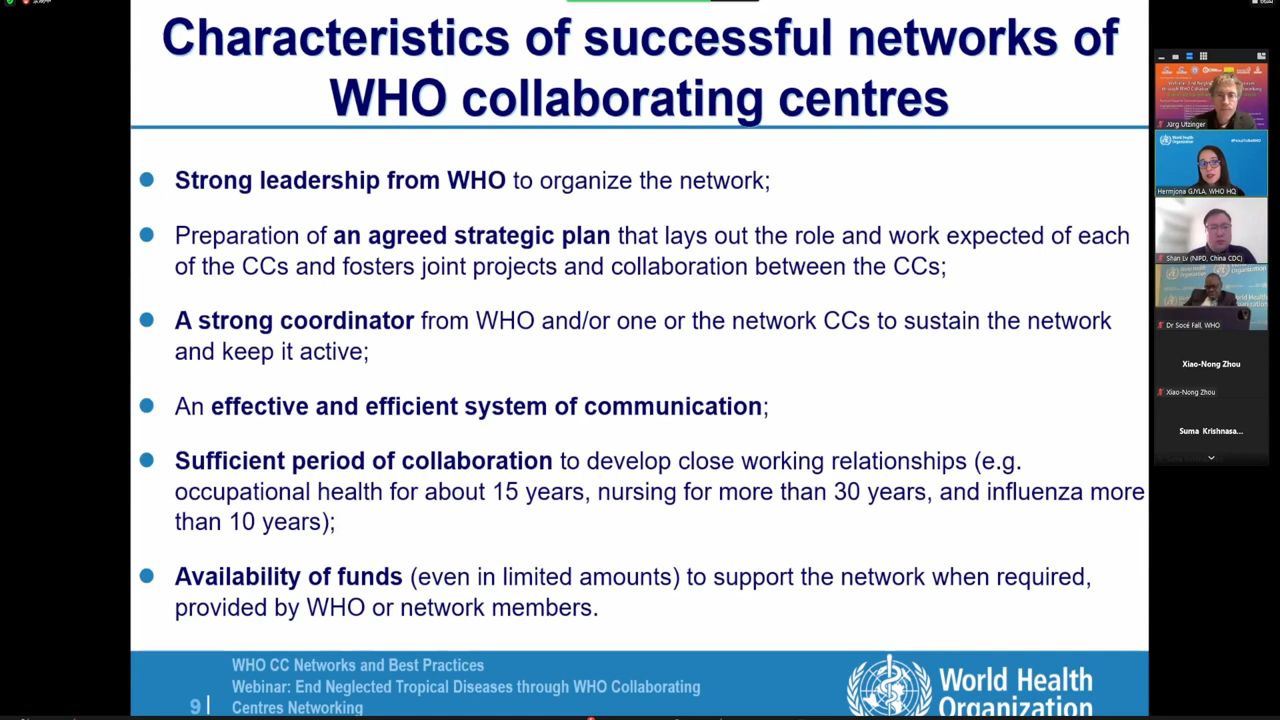 Characteristics of successful networks of
WHO collaborating centres
Strong leadership from WHO to organize the network;
Preparation of an agreed strategic plan that lays out the role and work expected of each
of the CCs and fosters joint projects and collaboration between the CCs;
A strong coordinator from WHO and/or one or the network CCs to sustain the network
and keep it active;
An effective and efficient system of communication;
Sufficient period of collaboration to develop close working relationships (e.g.
occupational health for about 15 years, nursing for more than 30 years, and influenza more
than 10 years);
Availability of funds (even in limited amounts) to support the network when required,
provided by WHO or network members.
WHO CC Networks and Best Practices
Webinar: End Neglected Tropical Diseases through WHO Collaborating
Centres Networking
9
World Health
Organization
Jürg Utzinger
World Health
Organization
Hermjona GJYLA, WHO HQ
Shan Lv (NIPD, China CDC)
World Health
Organization
Dr Socé Fall, WHO
Xiao-Nong Zhou
Xiao-Nong Zhou
Suma Krishnasa...